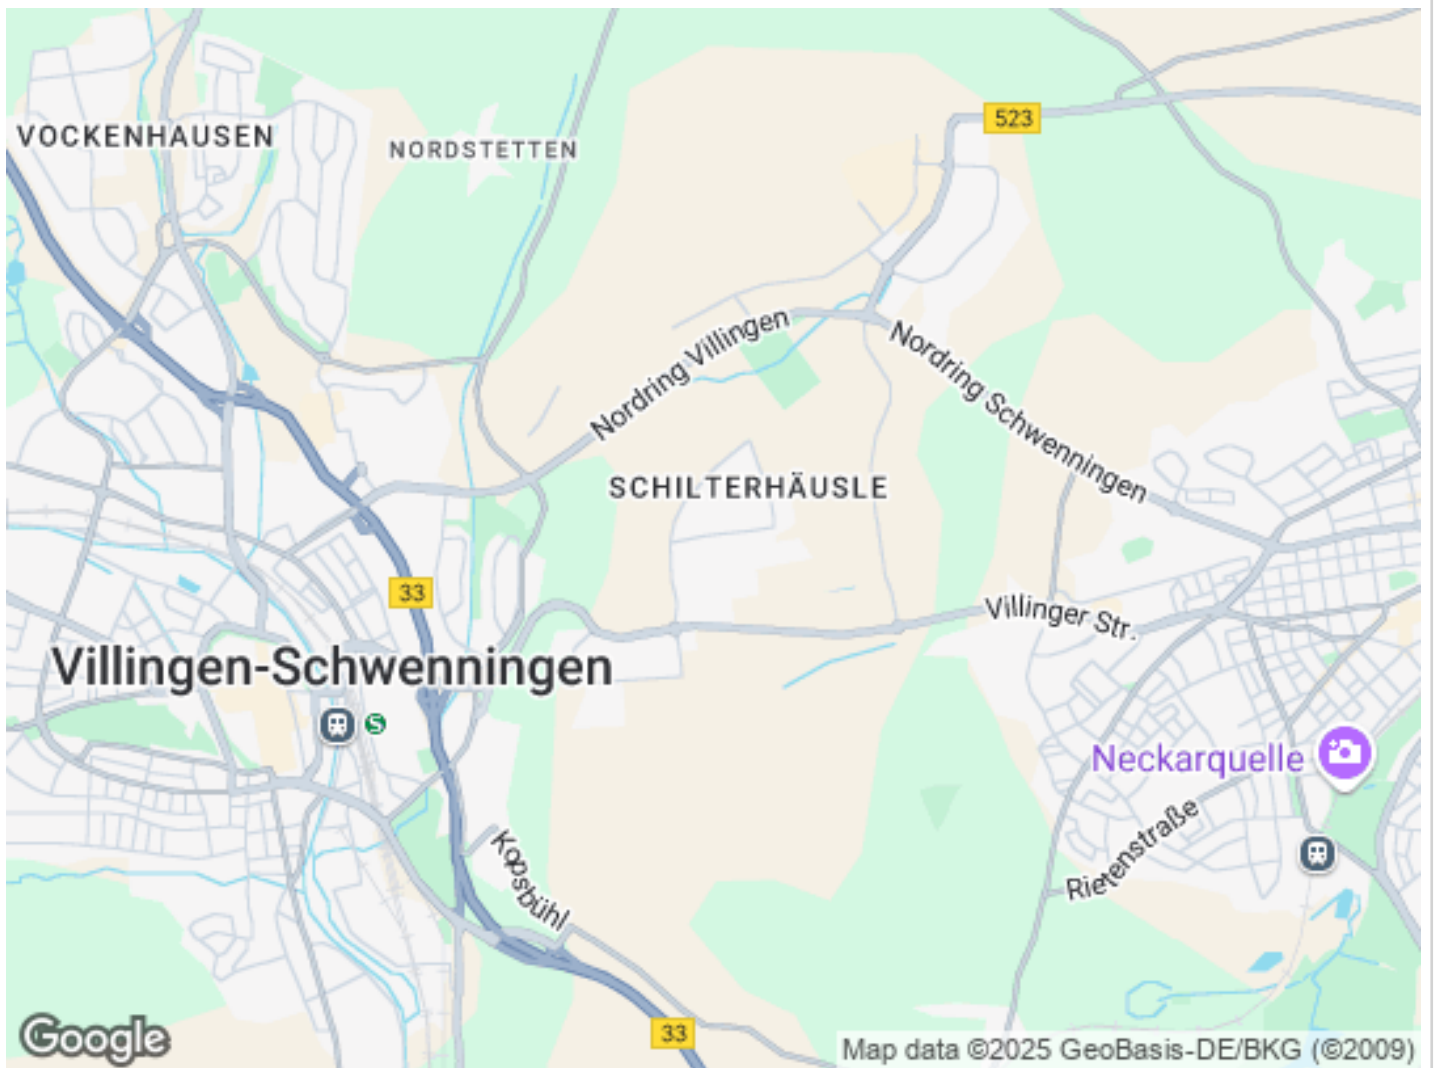 523
VOCKENHAUSEN
NORDSTETTEN
Nordring Villingen
Nordring Schwenningen
SCHILTERHÄUSLE
33
Villinger Str.
Villingen-Schwenningen
S
Neckarquelle
Rietenstraße
Kopsbühl
33
Google
Map data ©2025 GeoBasis-DE/BKG (©2009)